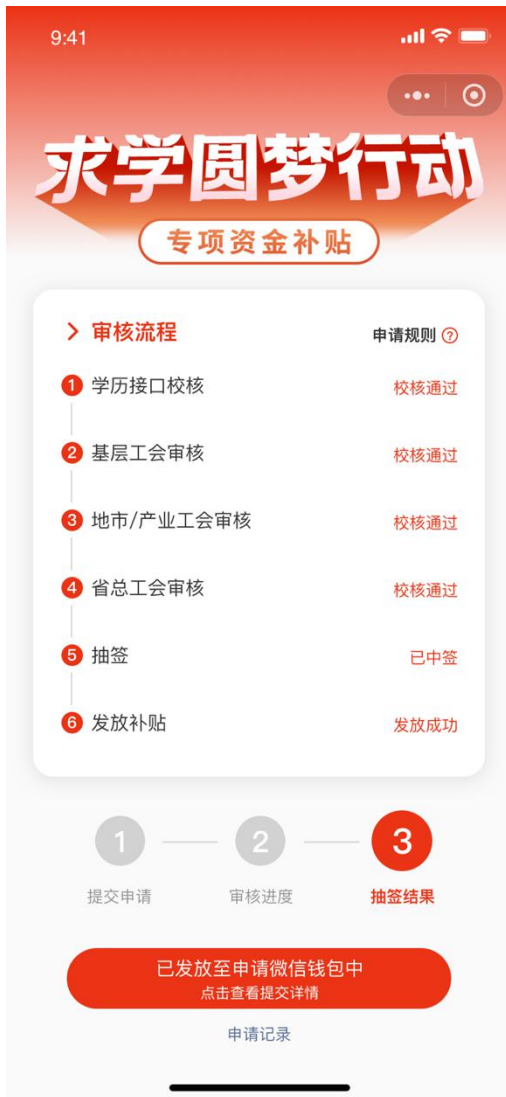 9:41
求学圆梦行动
专项资金补贴
审核流程
申请规则 ?
1 学历接口校核 校核通过
2 基层工会审核 校核通过
3 地市/产业工会审核 校核通过
4 省总工会审核 校核通过
5 抽签 已中签
6 发放补贴 发放成功
1 2 3
提交申请 审核进度 抽签结果
已发放至申请微信钱包中
点击查看提交详情
申请记录